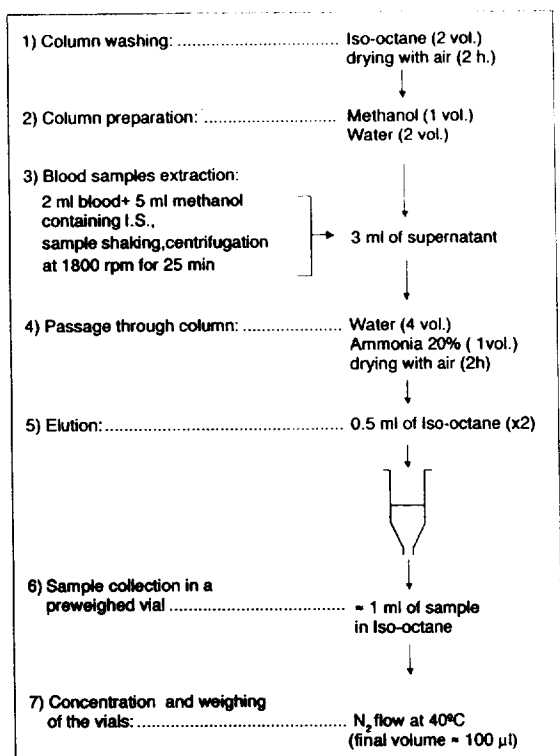 1) Column washing: ........................... Iso-octane (2 vol.)
drying with air (2 h.)
2) Column preparation: ...................... Methanol (1 vol.)
Water (2 vol.)
3) Blood samples extraction:
2 ml blood+ 5 ml methanol
containing I.S.,
sample shaking,centrifugation
at 1800 rpm for 25 min
3 ml of supernatant
4) Passage through column: ................. Water (4 vol.)
Ammonia 20% ( 1vol.)
drying with air (2h)
5) Elution:......................................... 0.5 ml of Iso-octane (x2)
6) Sample collection in a
preweighed vial .............................. ≈ 1 ml of sample
in Iso-octane
7) Concentration and weighing
of the vials:................................... N₂ flow at 40ºC
(final volume ≈ 100 µl)